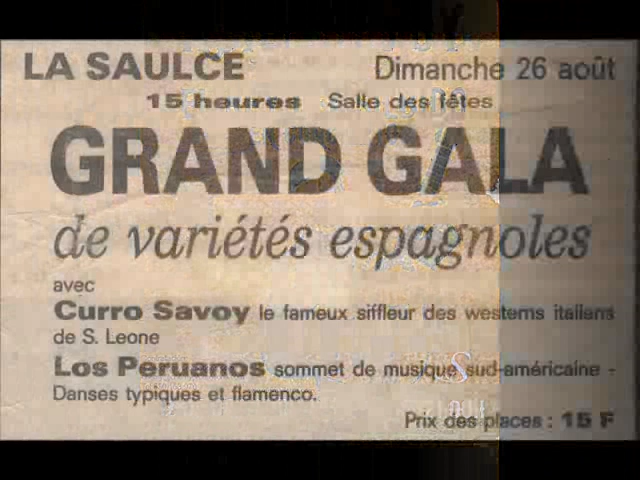 LA SAULCE Dimanche 26 août
15 heures Salle des fêtes
GRAND GALA
de variétés espagnoles
avec
Curro Savoy le fameux siffleur des westerns italiens
de S. Leone
Los Peruanos sommet de musique sud-américaine -
Danses typiques et flamenco.
Prix des places : 15 F